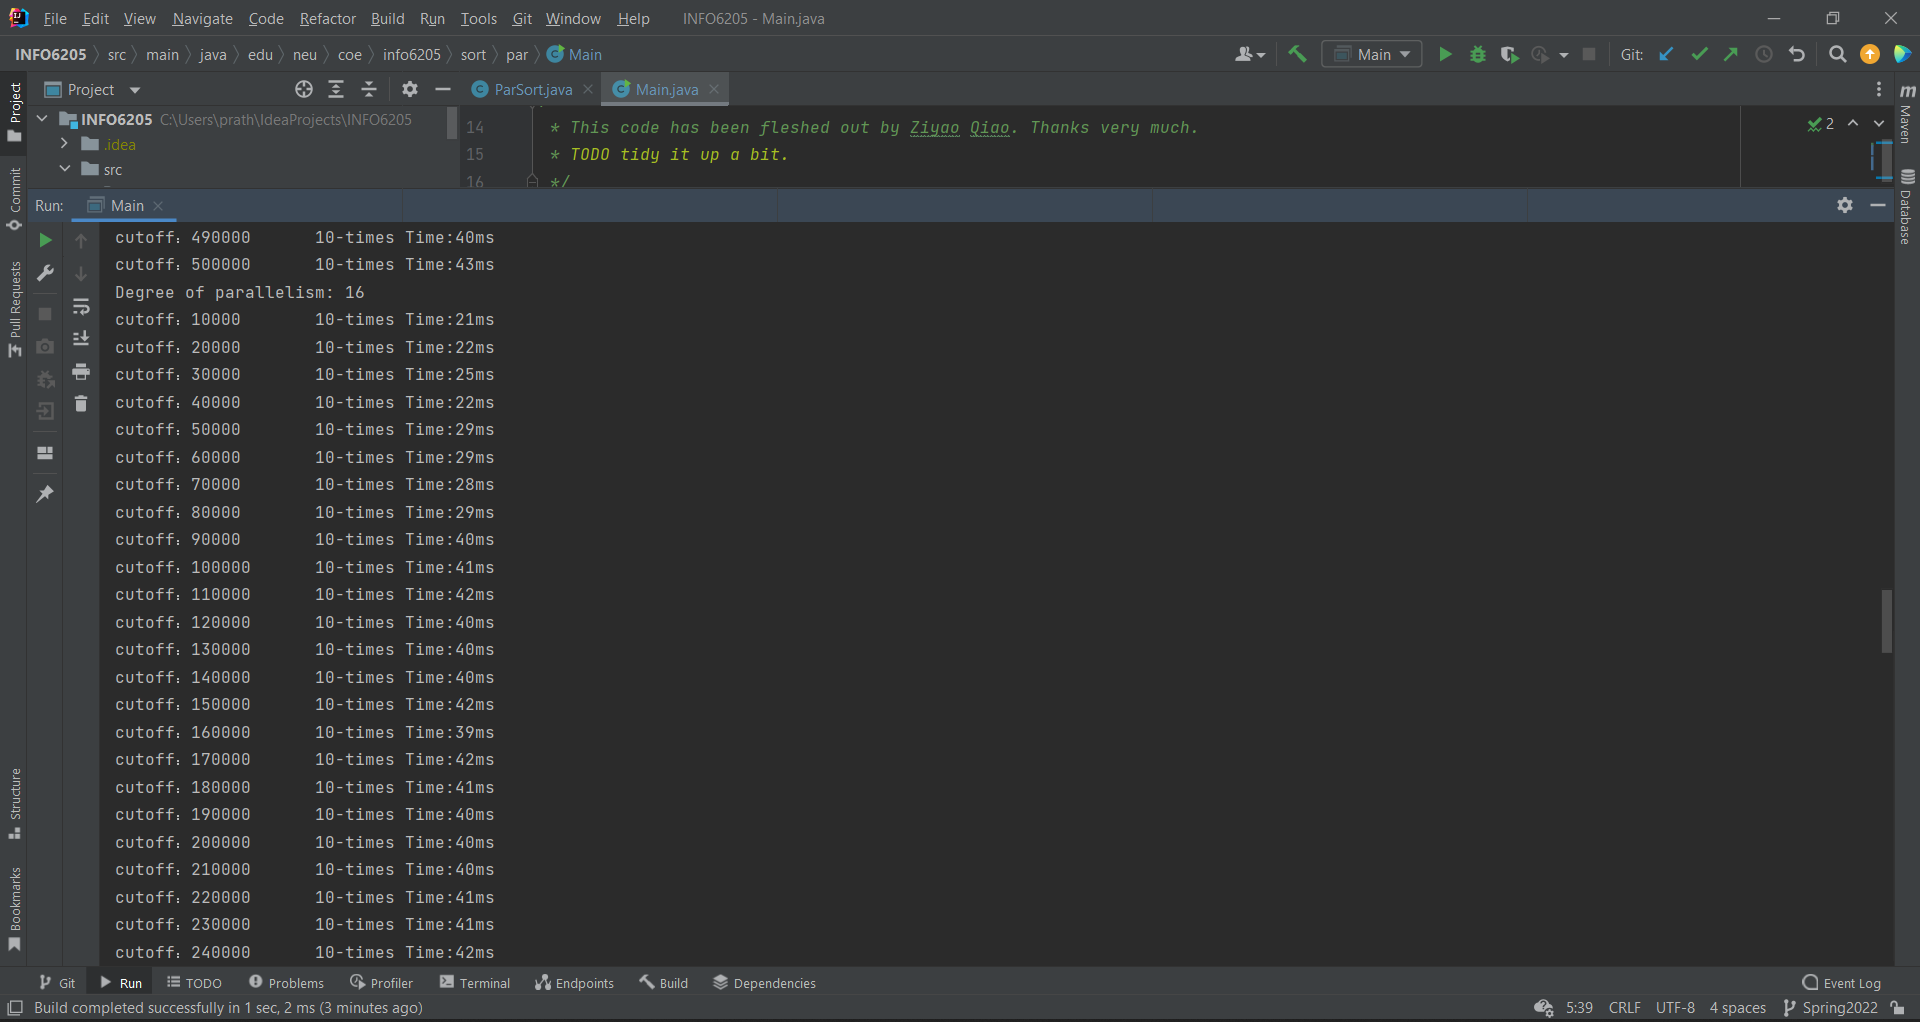 File Edit View Navigate Code Refactor Build Run Tools Git Window Help INFO6205 - Main.java
INFO6205 src main java edu neu coe info6205 sort par Main Main Git:
Project ParSort.java Main.java
INFO6205 C:\Users\prath\IdeaProjects\INFO6205
.idea
src
14 * This code has been fleshed out by Ziyao Qiao. Thanks very much.
15 * TODO tidy it up a bit.
16 */
2
Run: Main
cutoff：490000 10-times Time:40ms
cutoff：500000 10-times Time:43ms
Degree of parallelism: 16
cutoff：10000 10-times Time:21ms
cutoff：20000 10-times Time:22ms
cutoff：30000 10-times Time:25ms
cutoff：40000 10-times Time:22ms
cutoff：50000 10-times Time:29ms
cutoff：60000 10-times Time:29ms
cutoff：70000 10-times Time:28ms
cutoff：80000 10-times Time:29ms
cutoff：90000 10-times Time:40ms
cutoff：100000 10-times Time:41ms
cutoff：110000 10-times Time:42ms
cutoff：120000 10-times Time:40ms
cutoff：130000 10-times Time:40ms
cutoff：140000 10-times Time:40ms
cutoff：150000 10-times Time:42ms
cutoff：160000 10-times Time:39ms
cutoff：170000 10-times Time:42ms
cutoff：180000 10-times Time:41ms
cutoff：190000 10-times Time:40ms
cutoff：200000 10-times Time:40ms
cutoff：210000 10-times Time:40ms
cutoff：220000 10-times Time:41ms
cutoff：230000 10-times Time:41ms
cutoff：240000 10-times Time:42ms
Project
Commit
Pull Requests
Structure
Bookmarks
Maven
Database
Git Run TODO Problems Profiler Terminal Endpoints Build Dependencies Event Log
Build completed successfully in 1 sec, 2 ms (3 minutes ago) 5:39 CRLF UTF-8 4 spaces Spring2022